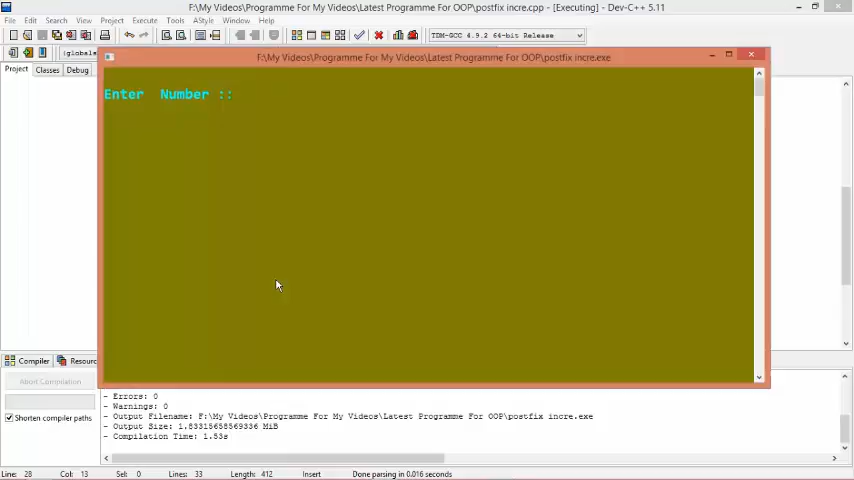 F:\My Videos\Programme For My Videos\Latest Programme For OOP\postfix incre.cpp - [Executing] - Dev-C++ 5.11
File Edit Search View Project Execute Tools AStyle Window Help
(globals
TDM-GCC 4.9.2 64-bit Release
F:\My Videos\Programme For My Videos\Latest Programme For OOP\postfix incre.exe
Project Classes Debug
Enter  Number ::
Compiler Resourc
Abort Compilation
Shorten compiler paths
- Errors: 0
- Warnings: 0
- Output Filename: F:\My Videos\Programme For My Videos\Latest Programme For OOP\postfix incre.exe
- Output Size: 1.83315658569336 MiB
- Compilation Time: 1.53s
Line: 28 Col: 13 Sel: 0 Lines: 33 Length: 412 Insert Done parsing in 0.016 seconds